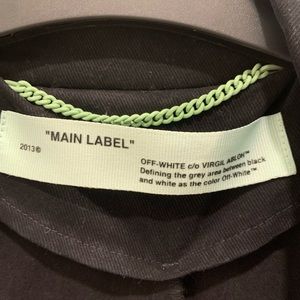 "MAIN LABEL"
2013©
OFF-WHITE c/o VIRGIL ABLOH™
Defining the grey area between black
and white as the color Off-White™